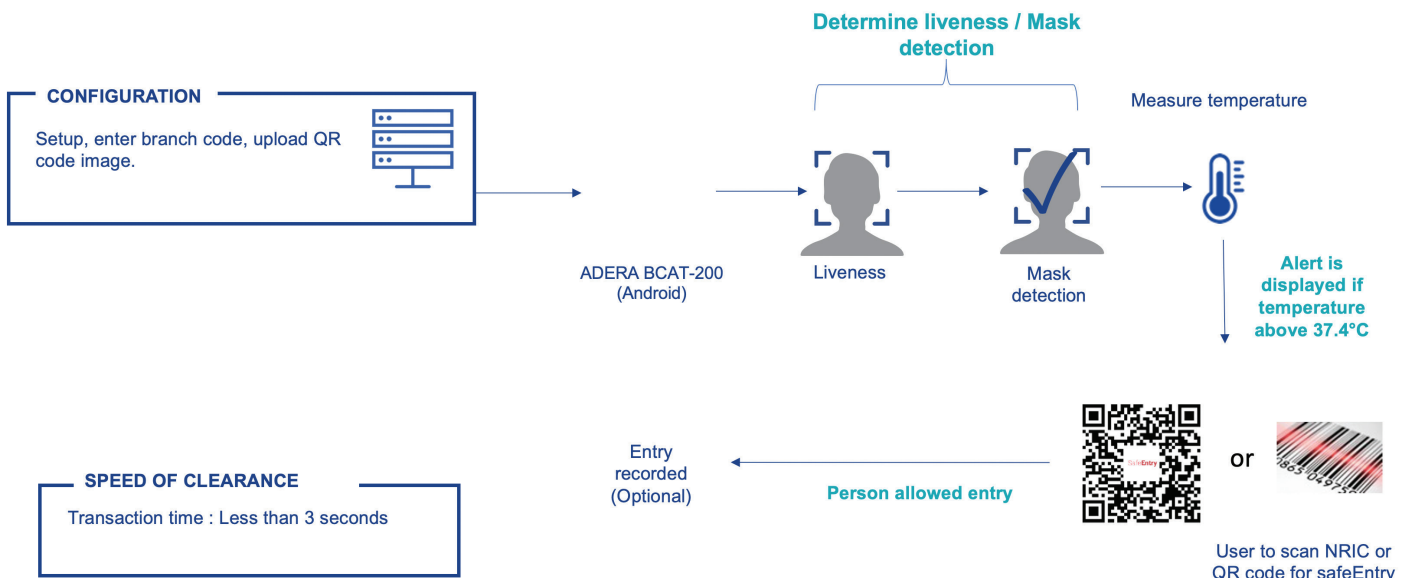 Determine liveness / Mask
detection
CONFIGURATION
Setup, enter branch code, upload QR
code image.
Measure temperature
ADERA BCAT-200
(Android)
Liveness
Mask
detection
Alert is
displayed if
temperature
above 37.4°C
SPEED OF CLEARANCE
Transaction time : Less than 3 seconds
Entry
recorded
(Optional)
Person allowed entry
SafeEntry
or
User to scan NRIC or
QR code for safeEntry